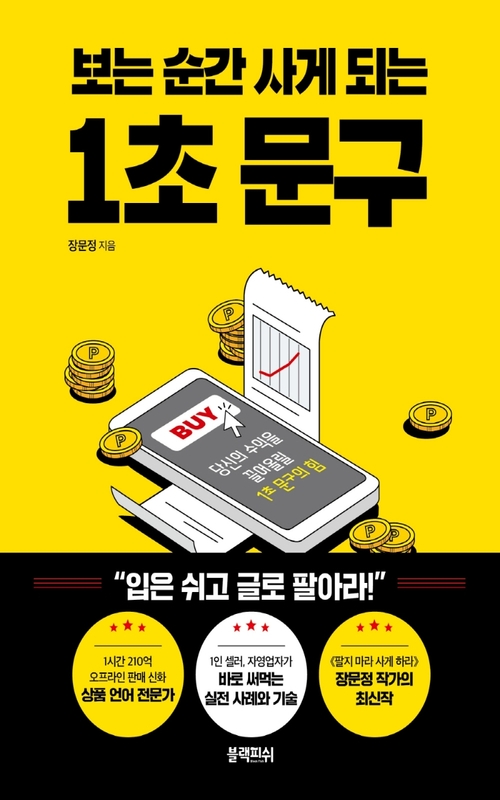 보는 순간 사게 되는
1초 문구
장문정 지음
P
P
P
P
P
P
BUY
당신의 수익을
끌어올릴
1초 문구의 힘
“입은 쉬고 글로 팔아라!”
1시간 210억
오프라인 판매 신화
상품 언어 전문가
1인 셀러, 자영업자가
바로 써먹는
실전 사례와 기술
《팔지 마라 사게 하라》
장문정 작가의
최신작
블랙피쉬